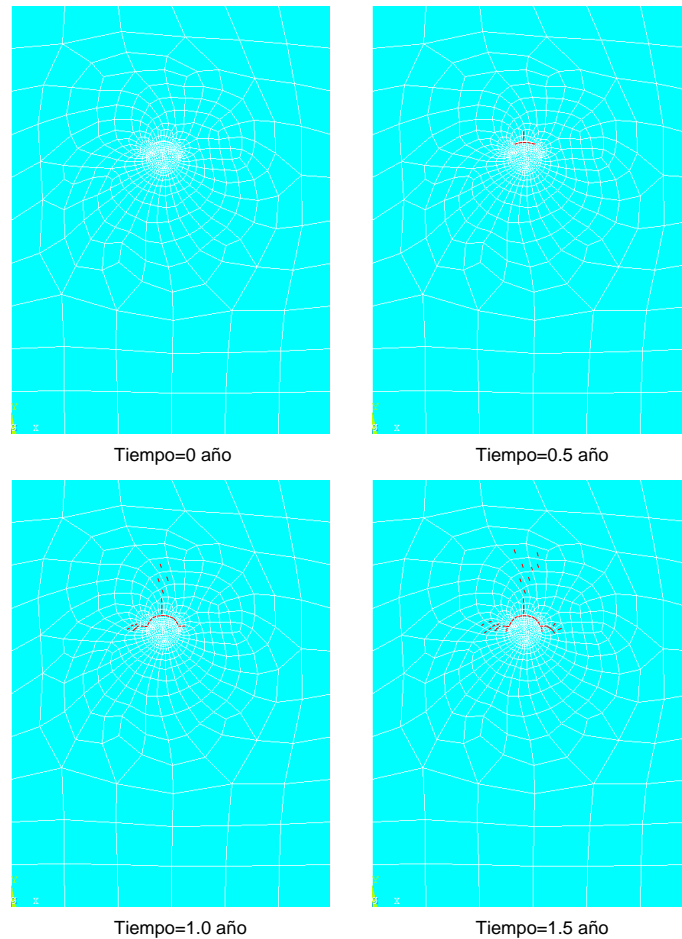 X
Tiempo=0 año
X
Tiempo=0.5 año
X
Tiempo=1.0 año
X
Tiempo=1.5 año